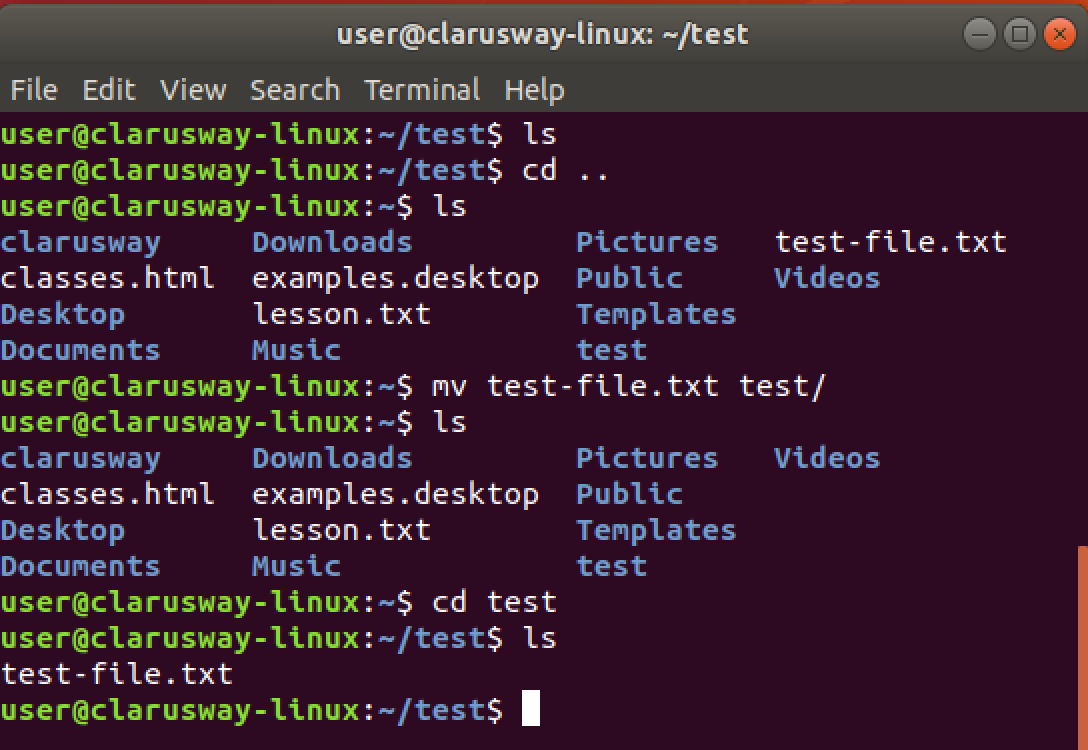 user@clarusway-linux: ~/test
File Edit View Search Terminal Help
user@clarusway-linux:~/test$ ls
user@clarusway-linux:~/test$ cd ..
user@clarusway-linux:~$ ls
clarusway Downloads Pictures test-file.txt
classes.html examples.desktop Public Videos
Desktop lesson.txt Templates
Documents Music test
user@clarusway-linux:~$ mv test-file.txt test/
user@clarusway-linux:~$ ls
clarusway Downloads Pictures Videos
classes.html examples.desktop Public
Desktop lesson.txt Templates
Documents Music test
user@clarusway-linux:~$ cd test
user@clarusway-linux:~/test$ ls
test-file.txt
user@clarusway-linux:~/test$